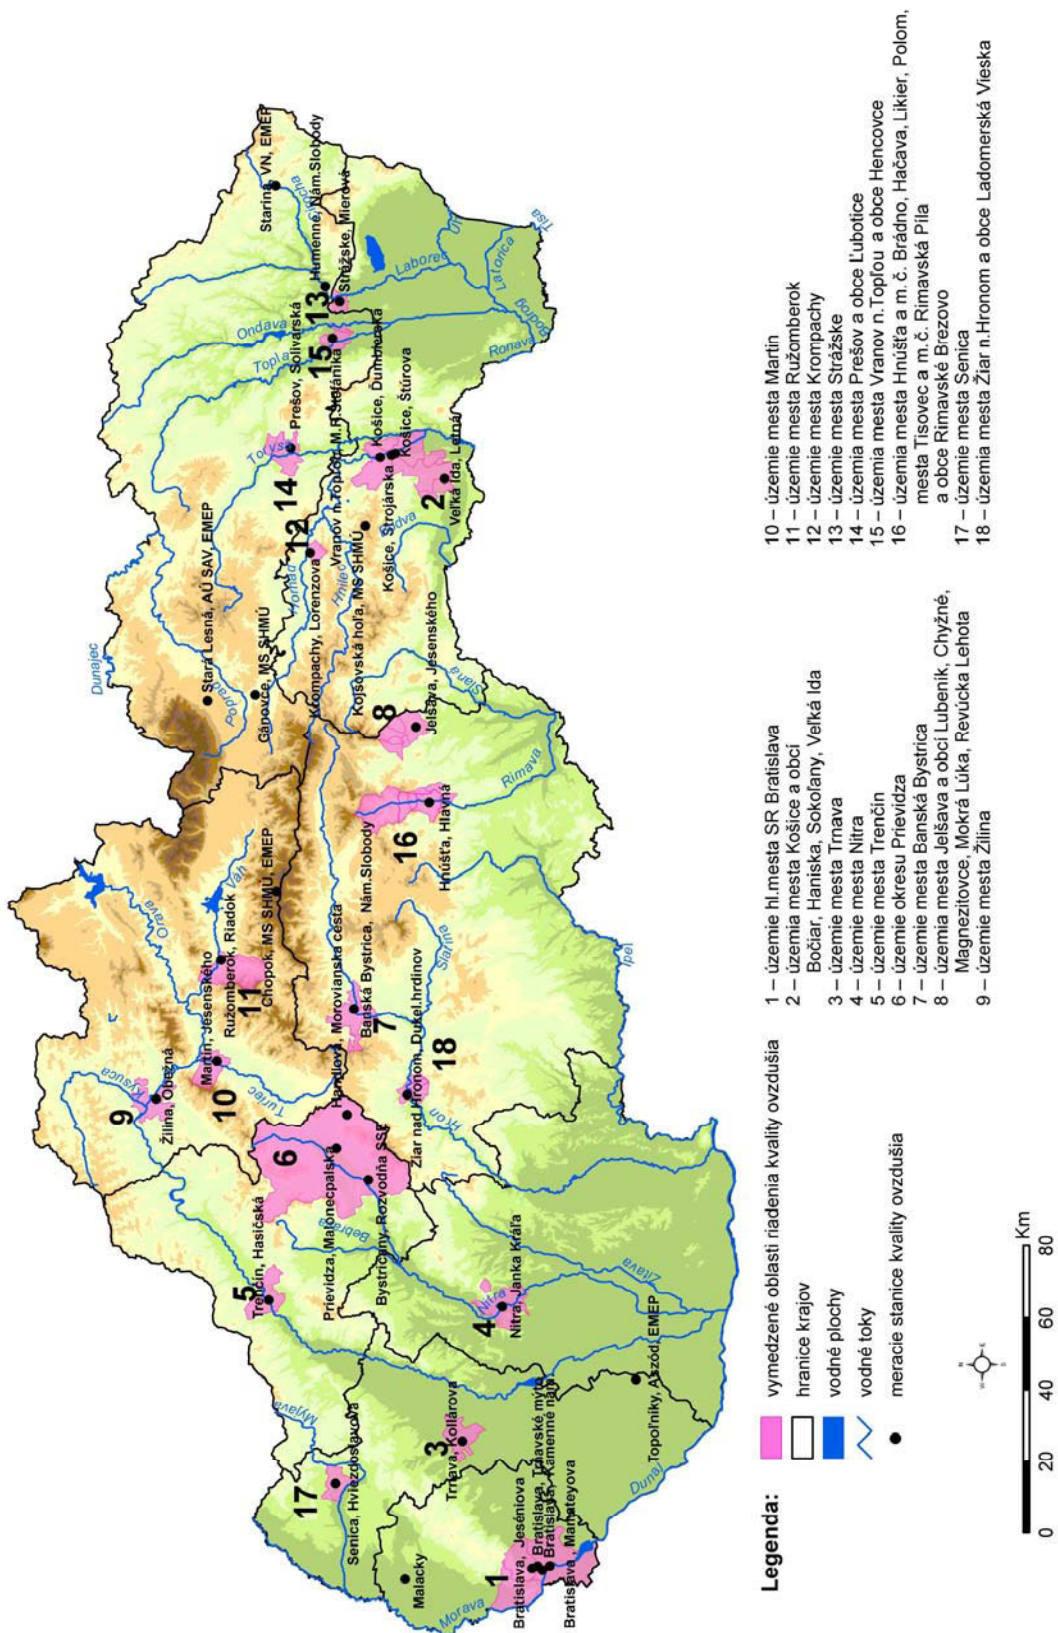 Dunajec
Orava
Kysuca
9
Žilina, Obežná
Martin, Jesenského
10
Ružomberok, Riadok
11
Váh
Chopok, MS SHMÚ, EMEP
Turiec
Stará Lesná, AÚ SAV, EMEP
Poprad
Gánovce, MS SHMÚ
Starina, VN, EMEP
Cirocha
Humenné, Nám.Slobody
Strážske, Mierová
13
Ondava
Topla
15
Prešov, Solivarská
14
Torysa
12
Hornád
Hnilec
Krompachy, Lorenzova
Kojšovská hoľa, MS SHMÚ
Košice, Strojárska
Košice, Ďumbierska
Košice, Štúrova
2
Veľká Ida, Letná
Bodva
Laborec
Uh
Latorica
Tisa
Bodrog
Ronava
5
Trenčín, Hasičská
6
Prievidza, Malonecpalská
Handlová, Morovianska cesta
Bystričany, Rozvodňa SSE
Bebrava
7
Banská Bystrica, Nám.Slobody
18
Žiar nad Hronom, Dukel.hrdinov
Hron
Slatina
16
Hnúšťa, Hlavná
Rimava
8
Jelšava, Jesenského
Slaná
Ipeľ
17
Senica, Hviezdoslavova
Myjava
Malacky
Morava
1
Bratislava, Jeséniova
Bratislava, Trnavské mýto
Bratislava, Kamenné nám.
Bratislava, Mamateyova
3
Trnava, Kollárova
4
Nitra
Nitra, Janka Kráľa
Žitava
Topoľníky, Aszód, EMEP
Dunaj
Legenda:
vymedzené oblasti riadenia kvality ovzdušia
hranice krajov
vodné plochy
vodné toky
meracie stanice kvality ovzdušia
0 20 40 60 80
Km
N
W E
S
1 – územie hl.mesta SR Bratislava
2 – územia mesta Košice a obcí
Bočiar, Haniska, Sokoľany, Veľká Ida
3 – územie mesta Trnava
4 – územie mesta Nitra
5 – územie mesta Trenčín
6 – územie okresu Prievidza
7 – územie mesta Banská Bystrica
8 – územia mesta Jelšava a obcí Lubeník, Chyžné,
Magnezitovce, Mokrá Lúka, Revúcka Lehota
9 – územie mesta Žilina
10 – územie mesta Martin
11 – územie mesta Ružomberok
12 – územie mesta Krompachy
13 – územie mesta Strážske
14 – územia mesta Prešov a obce Ľubotice
15 – územia mesta Vranov n.Topľou a obce Hencovce
16 – územia mesta Hnúšťa a m. č. Brádno, Hačava, Likier, Polom,
mesta Tisovec a m.č. Rimavská Píla
a obce Rimavské Brezovo
17 – územie mesta Senica
18 – územia mesta Žiar n.Hronom a obce Ladomerská Vieska